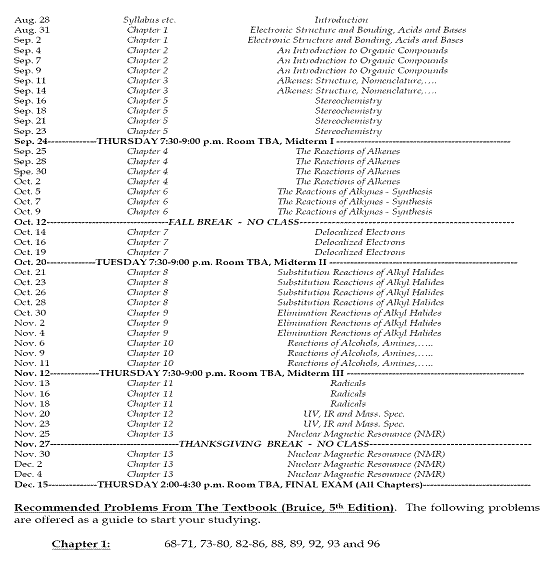 Aug. 28 Syllabus etc. Introduction
Aug. 31 Chapter 1 Electronic Structure and Bonding, Acids and Bases
Sep. 2 Chapter 1 Electronic Structure and Bonding, Acids and Bases
Sep. 4 Chapter 2 An Introduction to Organic Compounds
Sep. 7 Chapter 2 An Introduction to Organic Compounds
Sep. 9 Chapter 2 An Introduction to Organic Compounds
Sep. 11 Chapter 3 Alkenes: Structure, Nomenclature,....
Sep. 14 Chapter 3 Alkenes: Structure, Nomenclature,....
Sep. 16 Chapter 5 Stereochemistry
Sep. 18 Chapter 5 Stereochemistry
Sep. 21 Chapter 5 Stereochemistry
Sep. 23 Chapter 5 Stereochemistry
Sep. 24--------------THURSDAY 7:30-9:00 p.m. Room TBA, Midterm I --------------------------------------------------
Sep. 25 Chapter 4 The Reactions of Alkenes
Sep. 28 Chapter 4 The Reactions of Alkenes
Spe. 30 Chapter 4 The Reactions of Alkenes
Oct. 2 Chapter 4 The Reactions of Alkenes
Oct. 5 Chapter 6 The Reactions of Alkynes - Synthesis
Oct. 7 Chapter 6 The Reactions of Alkynes - Synthesis
Oct. 9 Chapter 6 The Reactions of Alkynes - Synthesis
Oct. 12-----------------------------------FALL BREAK - NO CLASS------------------------------------------------------------
Oct. 14 Chapter 7 Delocalized Electrons
Oct. 16 Chapter 7 Delocalized Electrons
Oct. 19 Chapter 7 Delocalized Electrons
Oct. 20--------------TUESDAY 7:30-9:00 p.m. Room TBA, Midterm II --------------------------------------------------
Oct. 21 Chapter 8 Substitution Reactions of Alkyl Halides
Oct. 23 Chapter 8 Substitution Reactions of Alkyl Halides
Oct. 26 Chapter 8 Substitution Reactions of Alkyl Halides
Oct. 28 Chapter 8 Substitution Reactions of Alkyl Halides
Oct. 30 Chapter 9 Elimination Reactions of Alkyl Halides
Nov. 2 Chapter 9 Elimination Reactions of Alkyl Halides
Nov. 4 Chapter 9 Elimination Reactions of Alkyl Halides
Nov. 6 Chapter 10 Reactions of Alcohols, Amines,.....
Nov. 9 Chapter 10 Reactions of Alcohols, Amines,.....
Nov. 11 Chapter 10 Reactions of Alcohols, Amines,.....
Nov. 12--------------THURSDAY 7:30-9:00 p.m. Room TBA, Midterm III --------------------------------------------------
Nov. 13 Chapter 11 Radicals
Nov. 16 Chapter 11 Radicals
Nov. 18 Chapter 11 Radicals
Nov. 20 Chapter 12 UV, IR and Mass. Spec.
Nov. 23 Chapter 12 UV, IR and Mass. Spec.
Nov. 25 Chapter 13 Nuclear Magnetic Resonance (NMR)
Nov. 27-------------------------------------THANKSGIVING BREAK - NO CLASS----------------------------------------------
Nov. 30 Chapter 13 Nuclear Magnetic Resonance (NMR)
Dec. 2 Chapter 13 Nuclear Magnetic Resonance (NMR)
Dec. 4 Chapter 13 Nuclear Magnetic Resonance (NMR)
Dec. 15--------------THURSDAY 2:00-4:30 p.m. Room TBA, FINAL EXAM (All Chapters)-------------------------------
Recommended Problems From The Textbook (Bruice, 5th Edition). The following problems
are offered as a guide to start your studying.
Chapter 1: 68-71, 73-80, 82-86, 88, 89, 92, 93 and 96